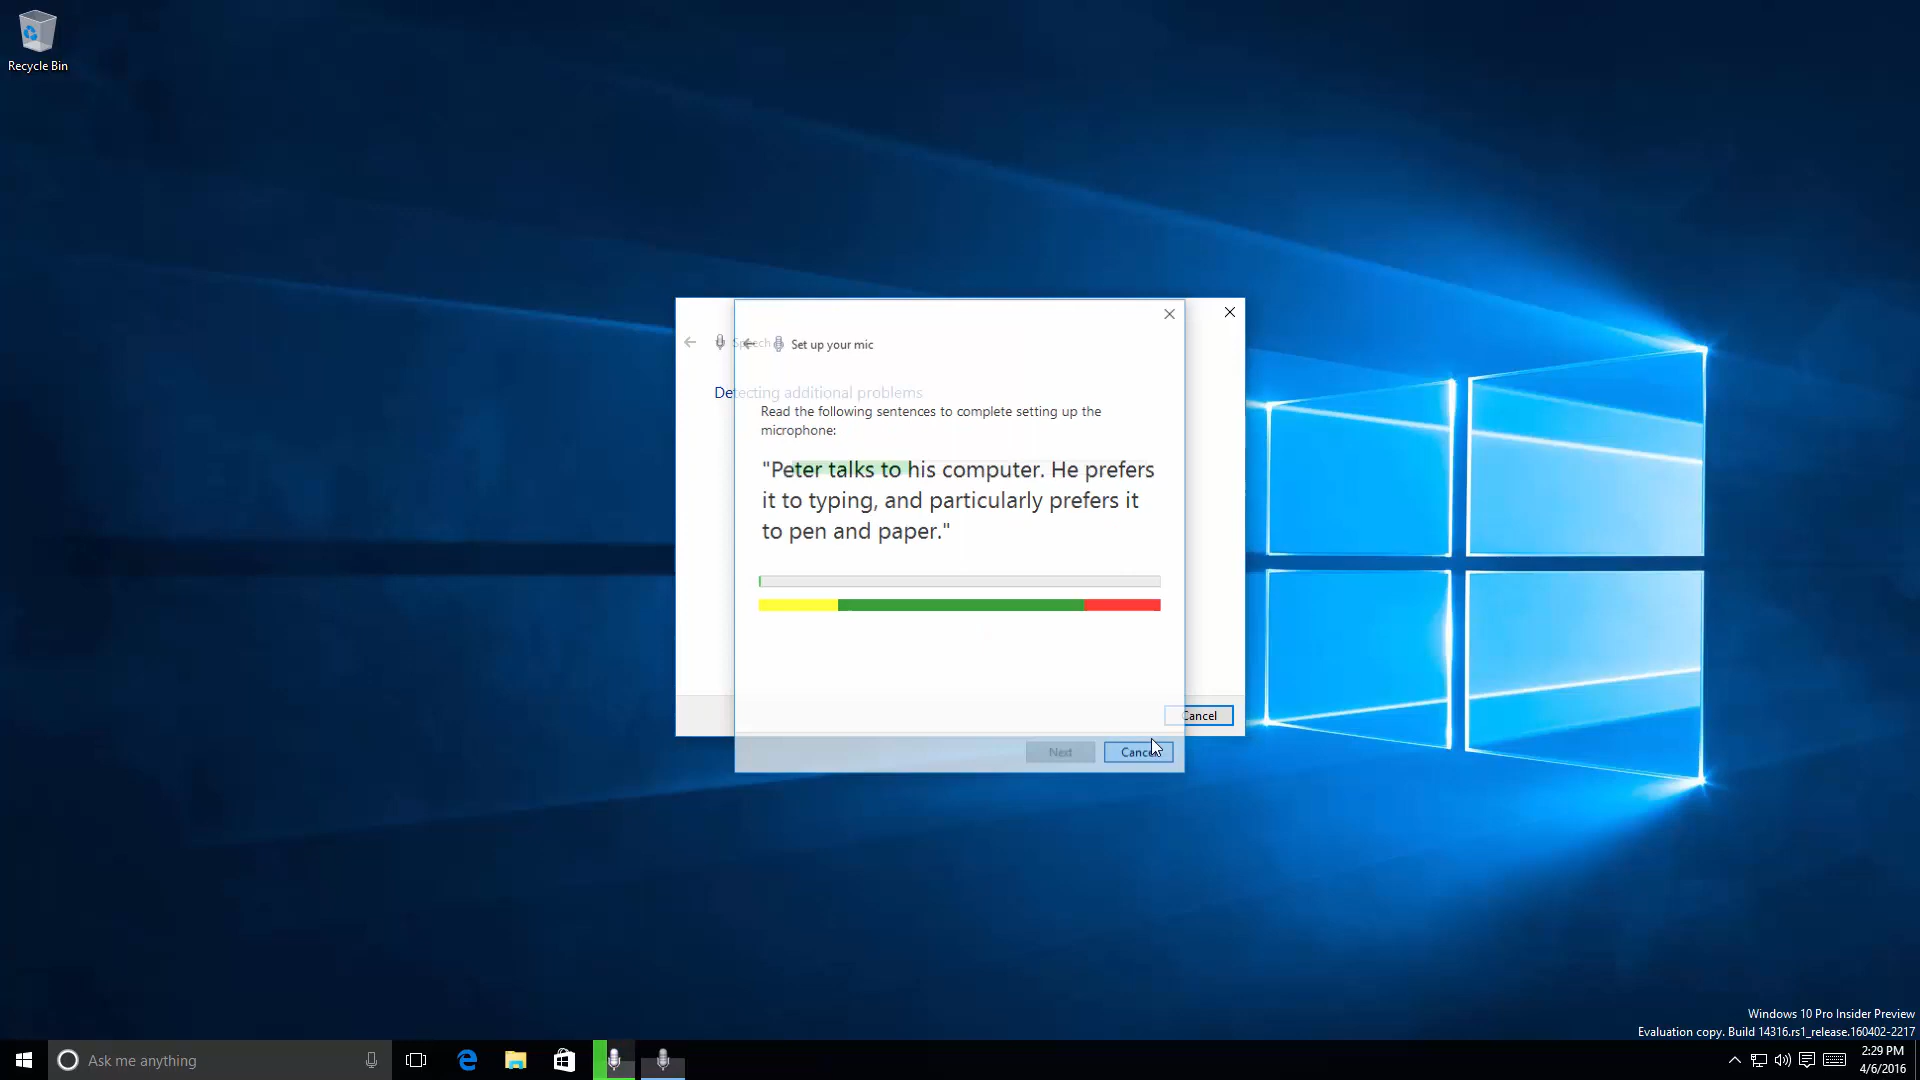 Recycle Bin
Speech
Set up your mic
Detecting additional problems
Read the following sentences to complete setting up the
microphone:
"Peter talks to his computer. He prefers
it to typing, and particularly prefers it
to pen and paper."
Cancel
Next
Cancel
Windows 10 Pro Insider Preview
Evaluation copy. Build 14316.rs1_release.160402-2217
Ask me anything
2:29 PM
4/6/2016